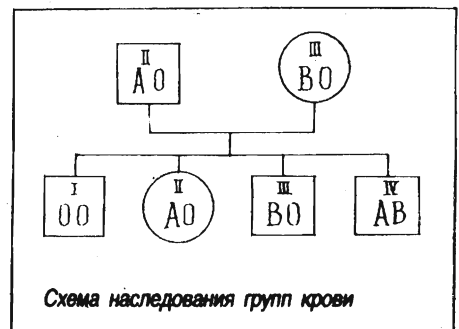 II III
A0 B0
I II III IV
00 A0 B0 AB
Схема наследования групп крови